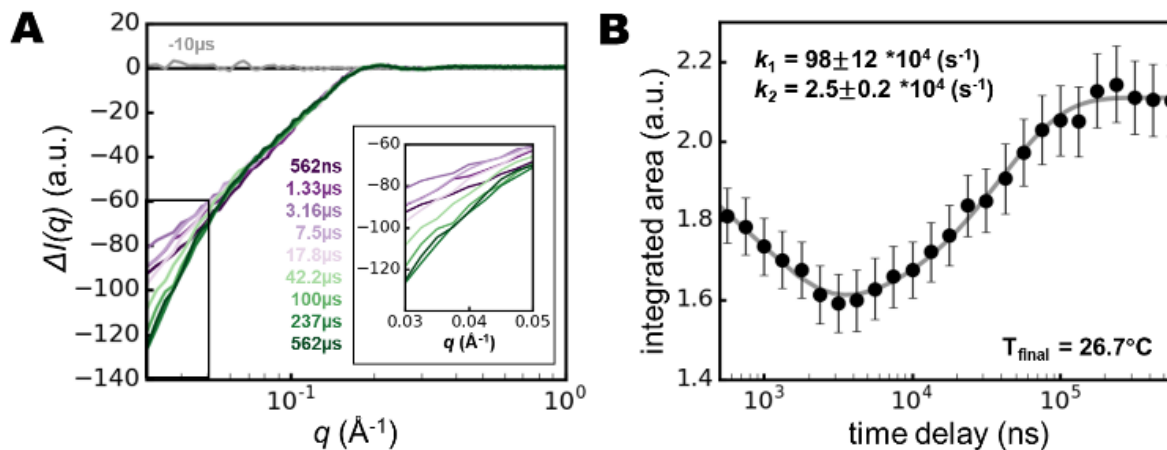 A
20
0
−20
−40
−60
−80
−100
−120
−140
ΔI(q) (a.u.)
-10µs
562ns
1.33µs
3.16µs
7.5µs
17.8µs
42.2µs
100µs
237µs
562µs
−60
−80
−100
−120
0.03 0.04 0.05
q (Å-1)
10-1 100
q (Å-1)
B
2.2
2.0
1.8
1.6
1.4
integrated area (a.u.)
k1 = 98±12 *104 (s-1)
k2 = 2.5±0.2 *104 (s-1)
Tfinal = 26.7°C
103 104 105
time delay (ns)